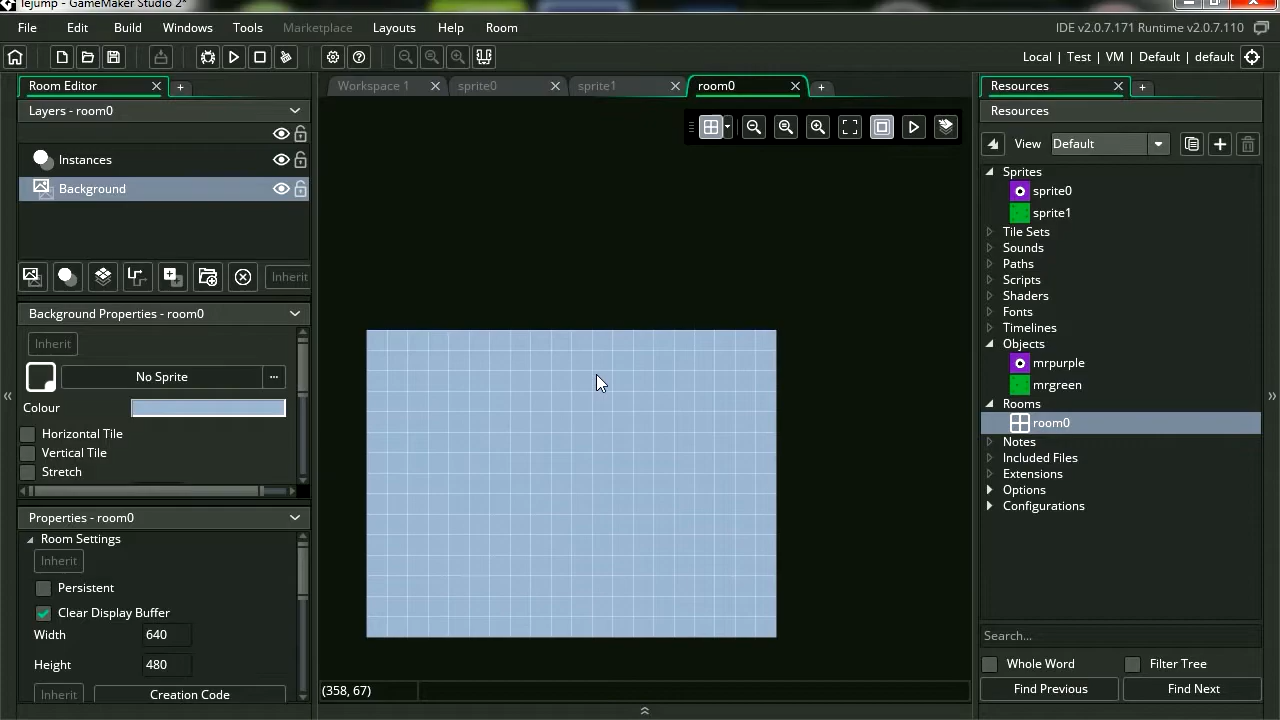 Tejump - GameMaker Studio 2*
File Edit Build Windows Tools Marketplace Layouts Help Room
IDE v2.0.7.171 Runtime v2.0.7.110
Local | Test | VM | Default | default
Room Editor
Workspace 1
sprite0
sprite1
room0
Resources
Layers - room0
Instances
Background
Inherit
Background Properties - room0
Inherit
No Sprite ...
Colour
Horizontal Tile
Vertical Tile
Stretch
Properties - room0
Room Settings
Inherit
Persistent
Clear Display Buffer
Width 640
Height 480
Inherit
Creation Code
(358, 67)
Resources
View Default
Sprites
sprite0
sprite1
Tile Sets
Sounds
Paths
Scripts
Shaders
Fonts
Timelines
Objects
mrpurple
mrgreen
Rooms
room0
Notes
Included Files
Extensions
Options
Configurations
Search...
Whole Word
Filter Tree
Find Previous
Find Next